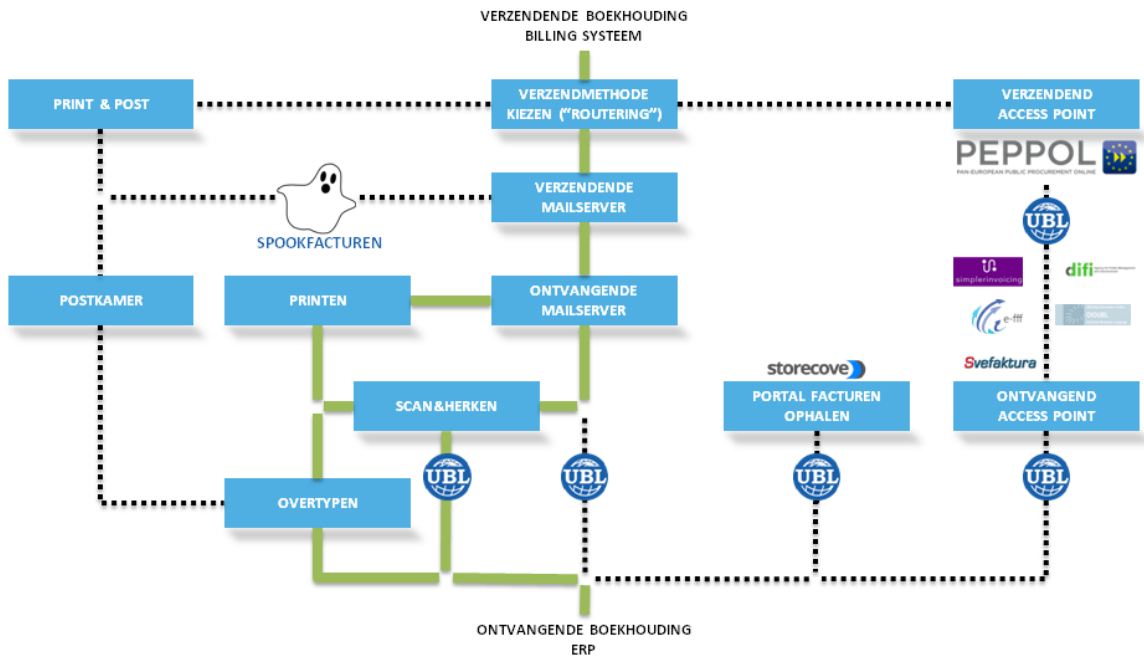 VERZENDENDE BOEKHOUDING
BILLING SYSTEEM
PRINT & POST
VERZENDMETHODE
KIEZEN ("ROUTERING")
VERZENDEND
ACCESS POINT
PEPPOL
PAN-EUROPEAN PUBLIC PROCUREMENT ONLINE
VERZENDENDE
MAILSERVER
SPOOKFACTUREN
UBL
simplerinvoicing
difi
POSTKAMER
PRINTEN
ONTVANGENDE
MAILSERVER
e-fff
Svefaktura
storecove
SCAN&HERKEN
PORTAL FACTUREN
OPHALEN
ONTVANGEND
ACCESS POINT
UBL
UBL
UBL
UBL
OVERTYPEN
ONTVANGENDE BOEKHOUDING
ERP